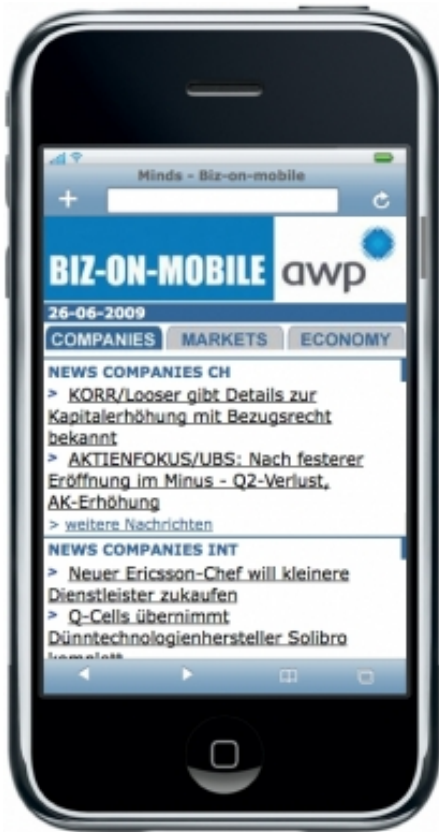 Minds - Biz-on-mobile
BIZ-ON-MOBILE awp
26-06-2009
COMPANIES MARKETS ECONOMY
NEWS COMPANIES CH
> KORR/Looser gibt Details zur
Kapitalerhöhung mit Bezugsrecht
bekannt
> AKTIENFOKUS/UBS: Nach festerer
Eröffnung im Minus - Q2-Verlust,
AK-Erhöhung
> weitere Nachrichten
NEWS COMPANIES INT
> Neuer Ericsson-Chef will kleinere
Dienstleister zukaufen
> Q-Cells übernimmt
Dünntechnologienhersteller Solibro
komplett